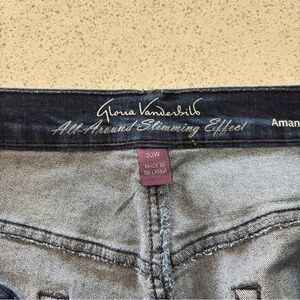 Gloria Vanderbilt
All-Around Slimming Effect
Aman
22W
MADE IN
SRI LANKA